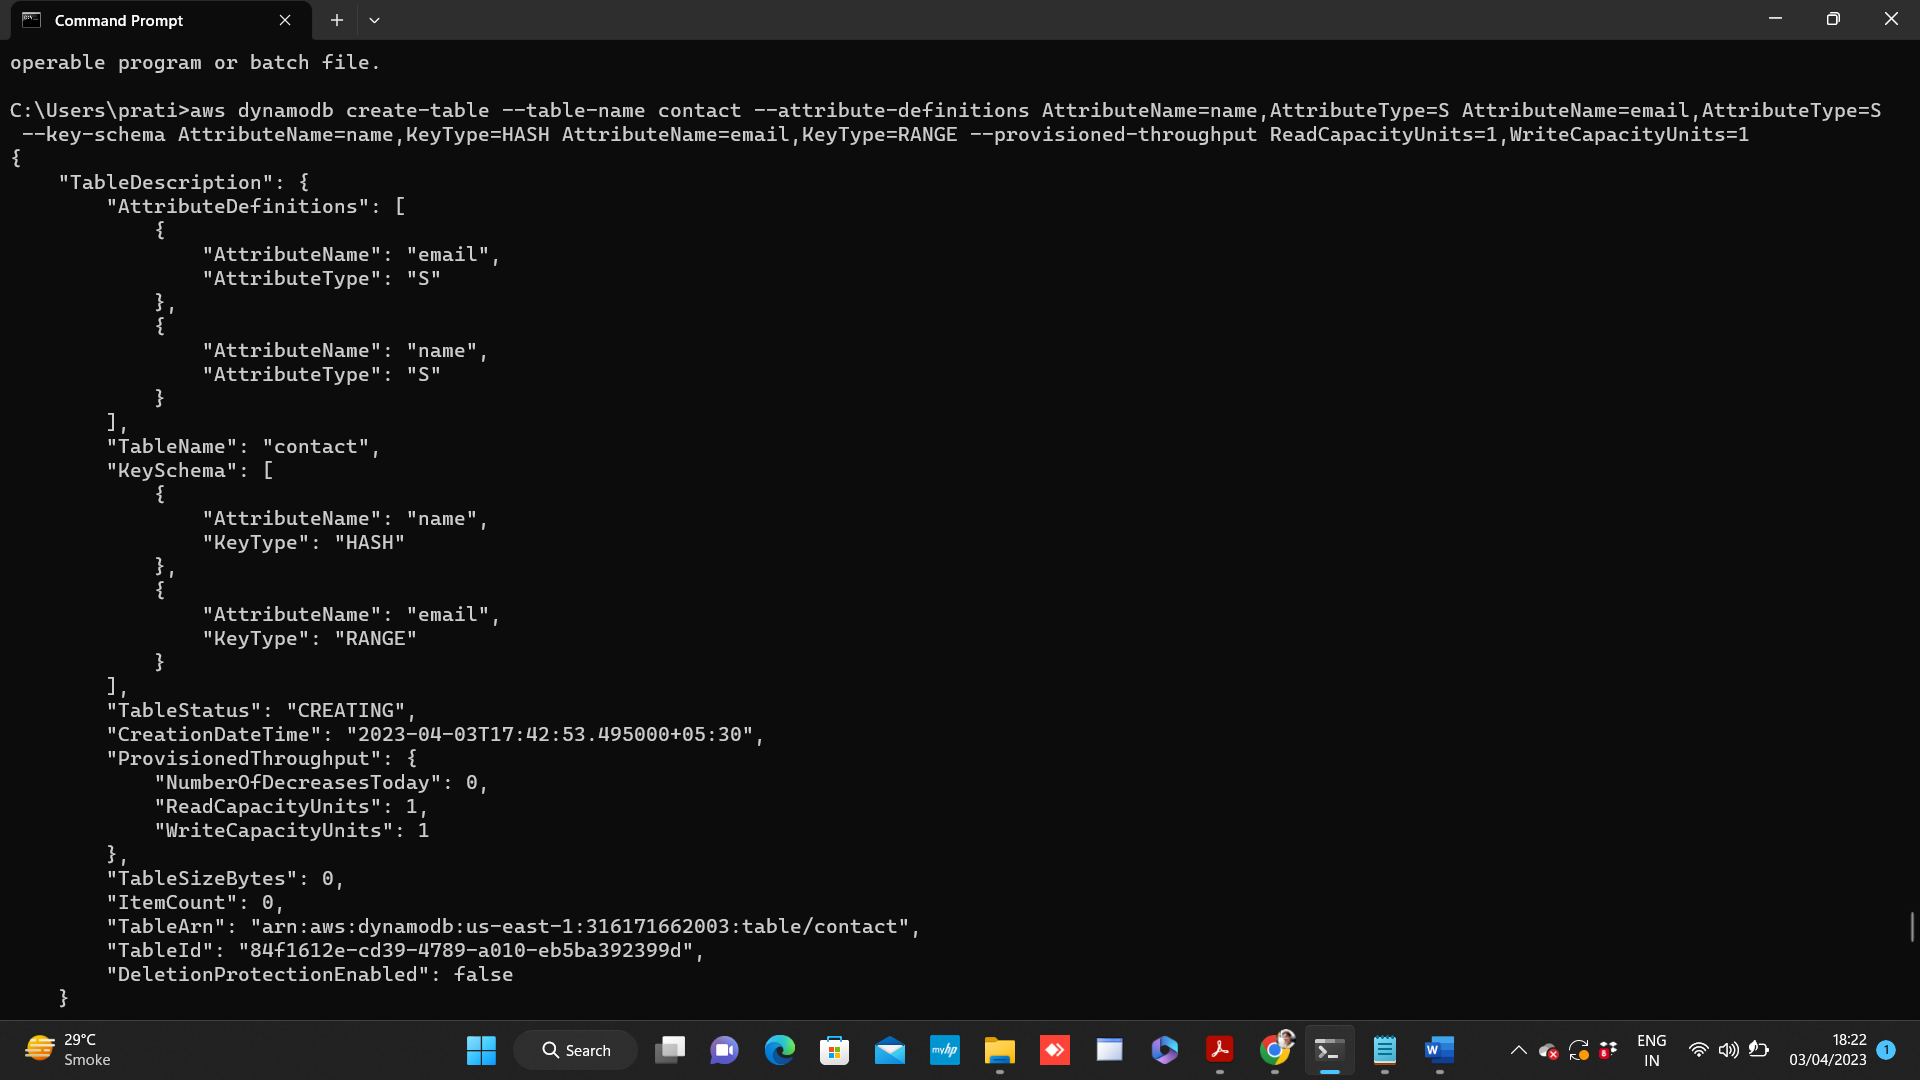 Command Prompt
operable program or batch file.
C:\Users\prati>aws dynamodb create-table --table-name contact --attribute-definitions AttributeName=name,AttributeType=S AttributeName=email,AttributeType=S
--key-schema AttributeName=name,KeyType=HASH AttributeName=email,KeyType=RANGE --provisioned-throughput ReadCapacityUnits=1,WriteCapacityUnits=1
{
    "TableDescription": {
        "AttributeDefinitions": [
            {
                "AttributeName": "email",
                "AttributeType": "S"
            },
            {
                "AttributeName": "name",
                "AttributeType": "S"
            }
        ],
        "TableName": "contact",
        "KeySchema": [
            {
                "AttributeName": "name",
                "KeyType": "HASH"
            },
            {
                "AttributeName": "email",
                "KeyType": "RANGE"
            }
        ],
        "TableStatus": "CREATING",
        "CreationDateTime": "2023-04-03T17:42:53.495000+05:30",
        "ProvisionedThroughput": {
            "NumberOfDecreasesToday": 0,
            "ReadCapacityUnits": 1,
            "WriteCapacityUnits": 1
        },
        "TableSizeBytes": 0,
        "ItemCount": 0,
        "TableArn": "arn:aws:dynamodb:us-east-1:316171662003:table/contact",
        "TableId": "84f1612e-cd39-4789-a010-eb5ba392399d",
        "DeletionProtectionEnabled": false
    }
29°C
Smoke
Search
myhp
W
ENG
IN
18:22
03/04/2023
1